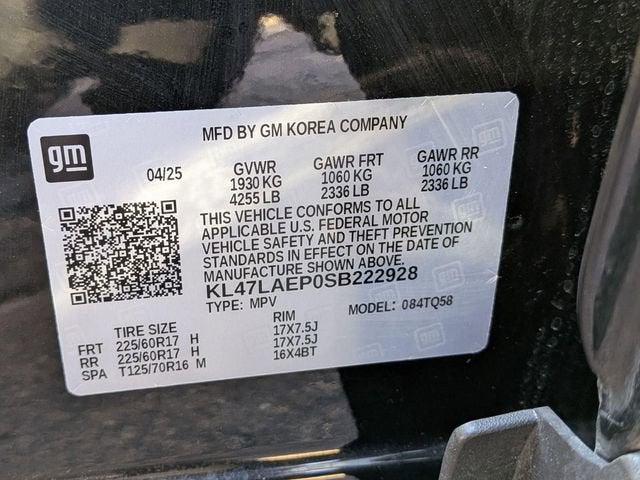 MFD BY GM KOREA COMPANY
gm
04/25
GVWR GAWR FRT GAWR RR
1930 KG 1060 KG 1060 KG
4255 LB 2336 LB 2336 LB
THIS VEHICLE CONFORMS TO ALL
APPLICABLE U.S. FEDERAL MOTOR
VEHICLE SAFETY AND THEFT PREVENTION
STANDARDS IN EFFECT ON THE DATE OF
MANUFACTURE SHOWN ABOVE.
KL47LAEP0SB222928
TYPE: MPV MODEL: 084TQ58
TIRE SIZE RIM
FRT 225/60R17 H 17X7.5J
RR 225/60R17 H 17X7.5J
SPA T125/70R16 M 16X4BT